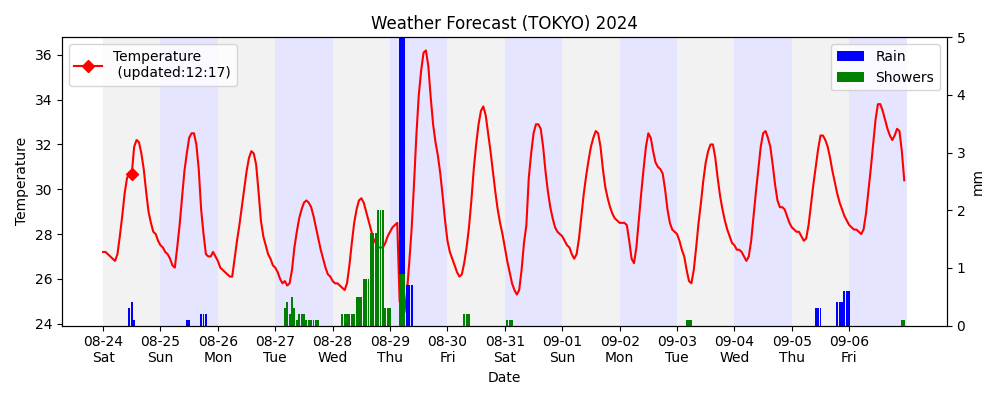 Weather Forecast (TOKYO) 2024
Temperature
(updated:12:17)
Rain
Showers
Temperature
36
34
32
30
28
26
24
5
4
3
2
1
0
mm
08-24 08-25 08-26 08-27 08-28 08-29 08-30 08-31 09-01 09-02 09-03 09-04 09-05 09-06
Sat Sun Mon Tue Wed Thu Fri Sat Sun Mon Tue Wed Thu Fri
Date